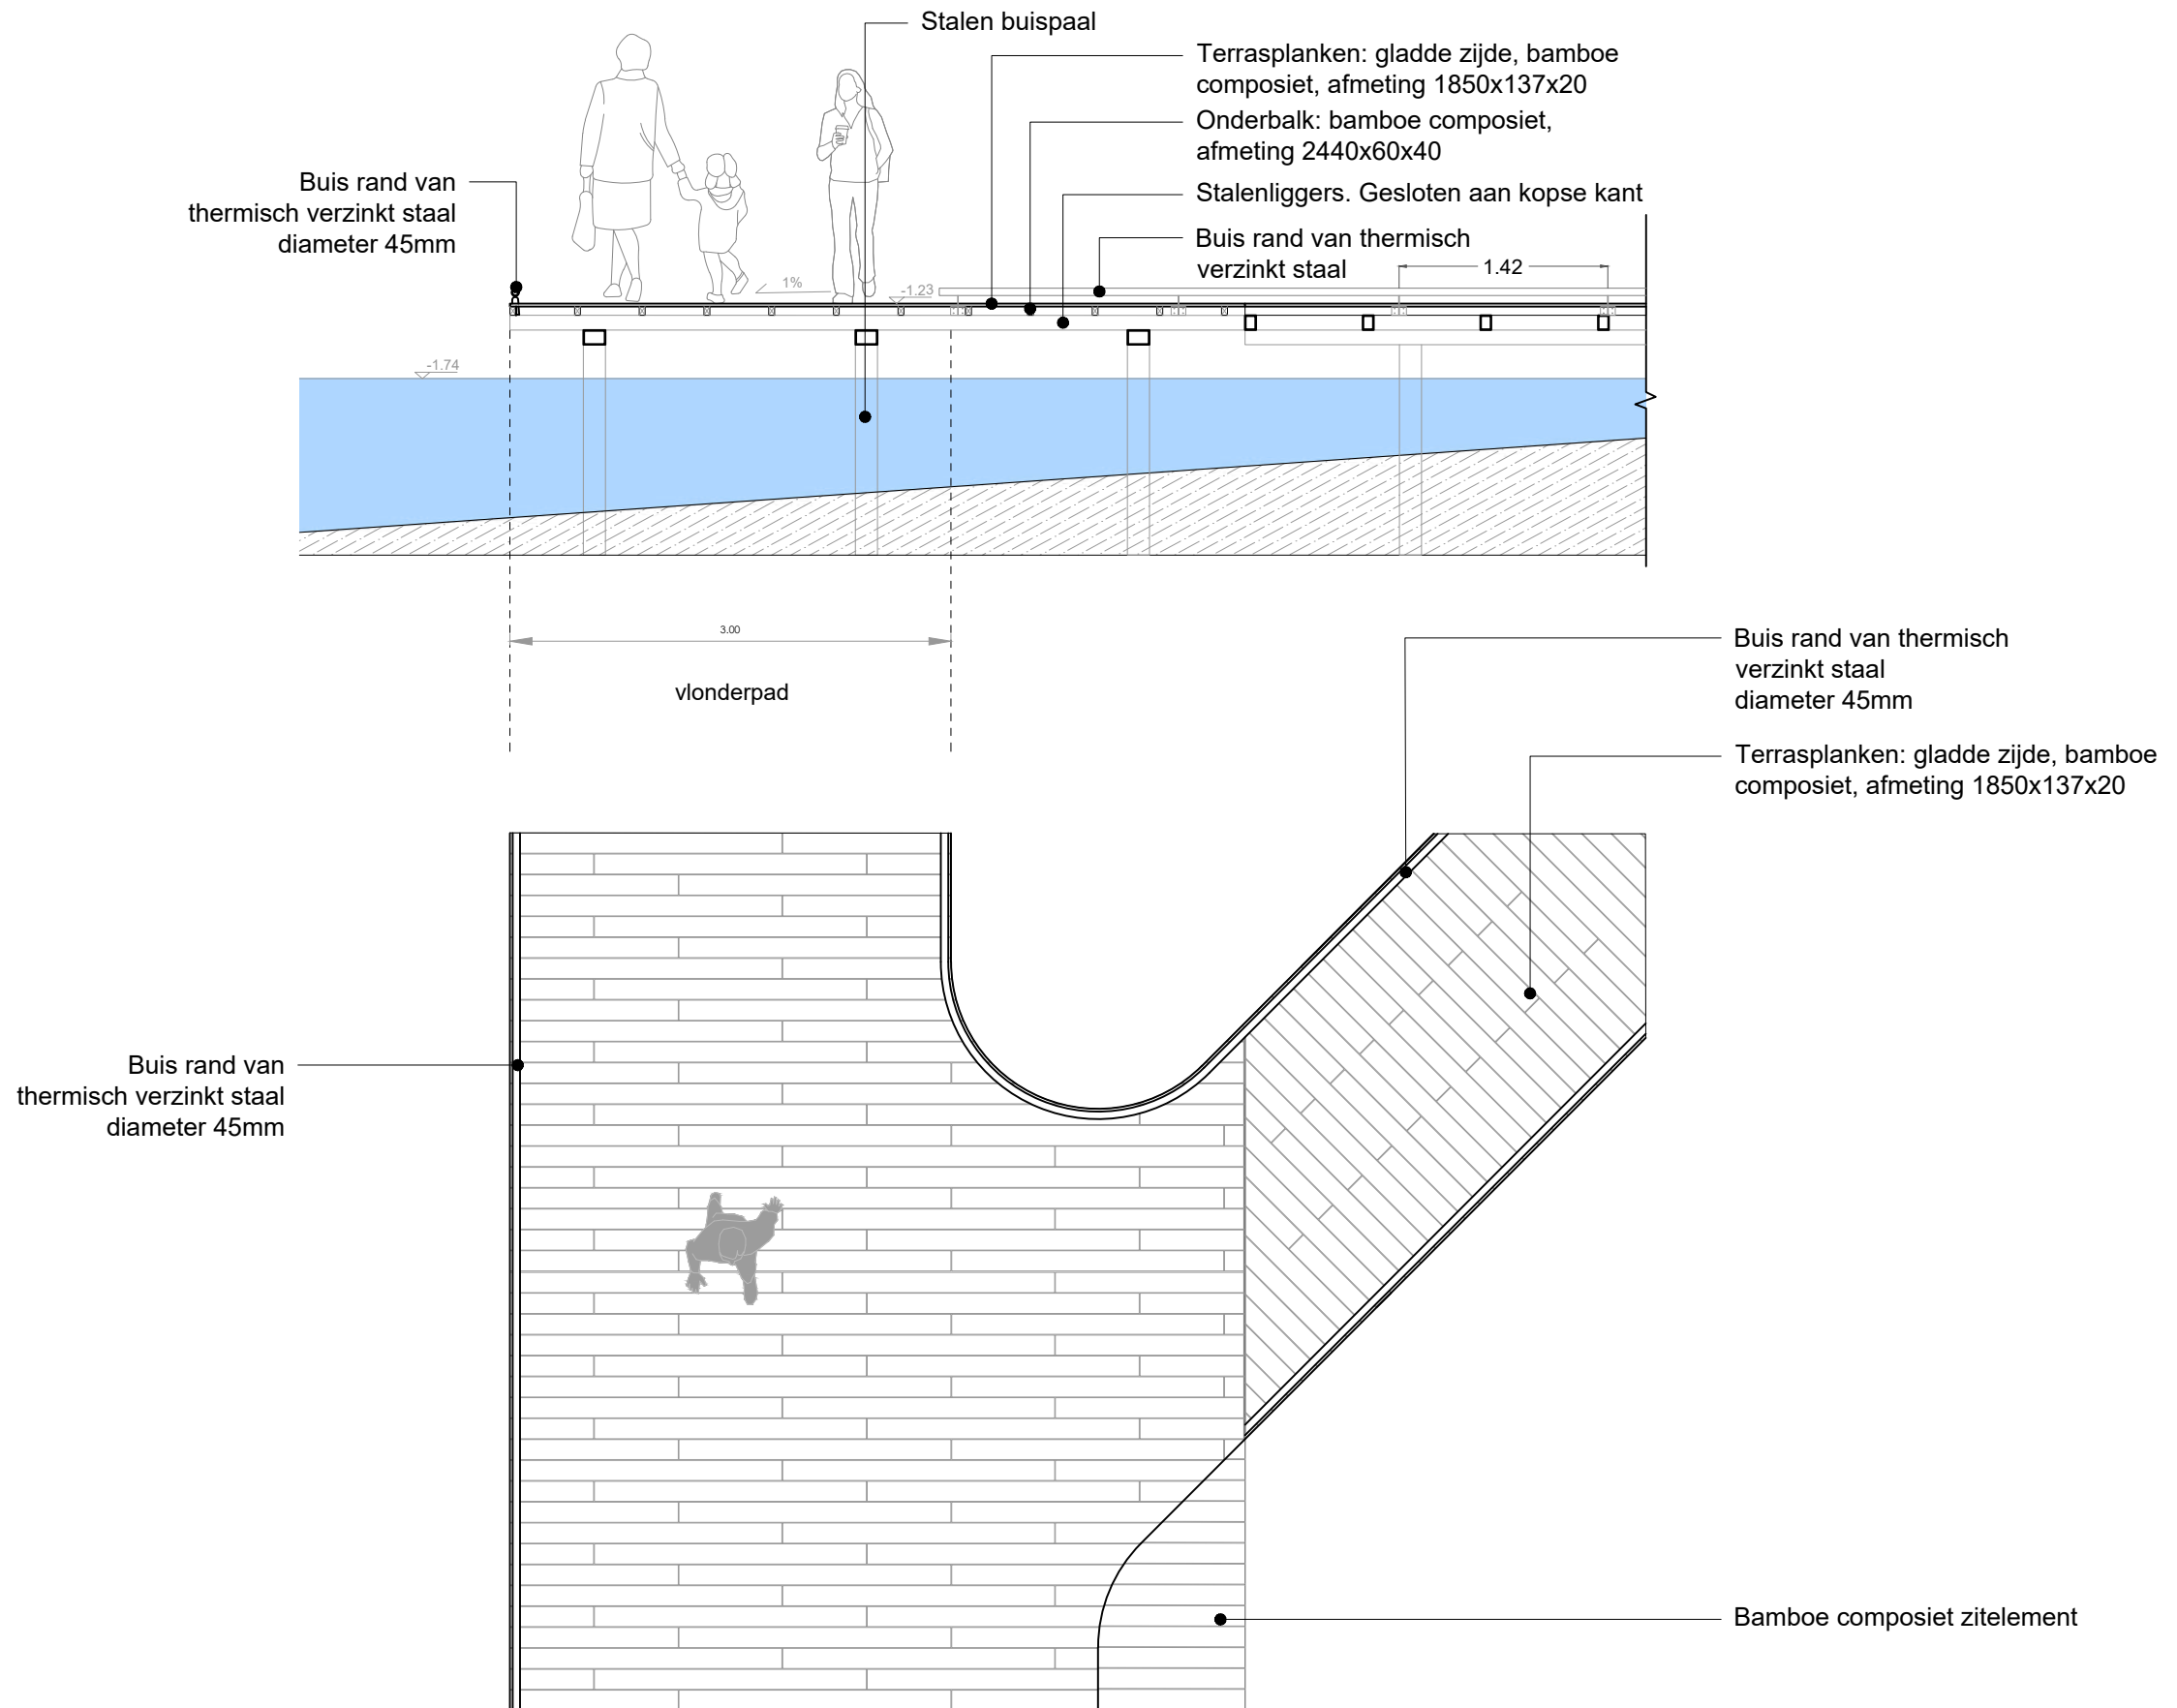 Stalen buispaal
Terrasplanken: gladde zijde, bamboe
composiet, afmeting 1850x137x20
Onderbalk: bamboe composiet,
afmeting 2440x60x40
Buis rand van
thermisch verzinkt staal
diameter 45mm
Stalenliggers. Gesloten aan kopse kant
Buis rand van thermisch
verzinkt staal
1.42
1%
-1.23
-1.74
3.00
vlonderpad
Buis rand van thermisch
verzinkt staal
diameter 45mm
Terrasplanken: gladde zijde, bamboe
composiet, afmeting 1850x137x20
Buis rand van
thermisch verzinkt staal
diameter 45mm
Bamboe composiet zitelement